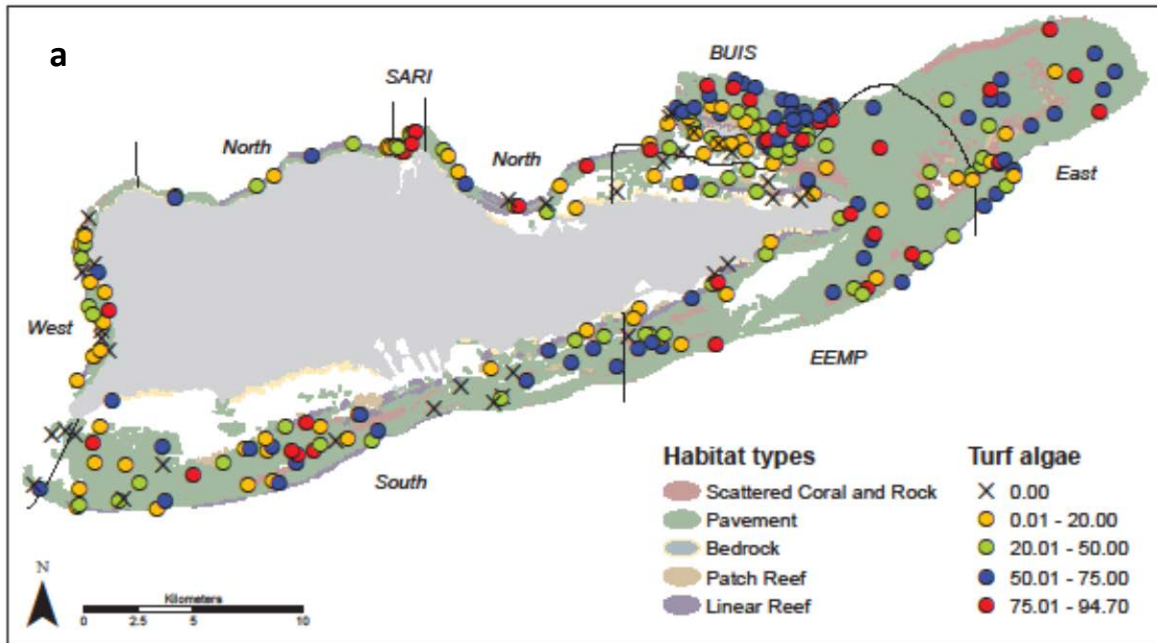 a
BUIS
SARI
North
North
East
West
EEMP
South
Habitat types
Scattered Coral and Rock
Pavement
Bedrock
Patch Reef
Linear Reef
Turf algae
0.00
0.01 - 20.00
20.01 - 50.00
50.01 - 75.00
75.01 - 94.70
N
Kilometers
0 2.5 5 10